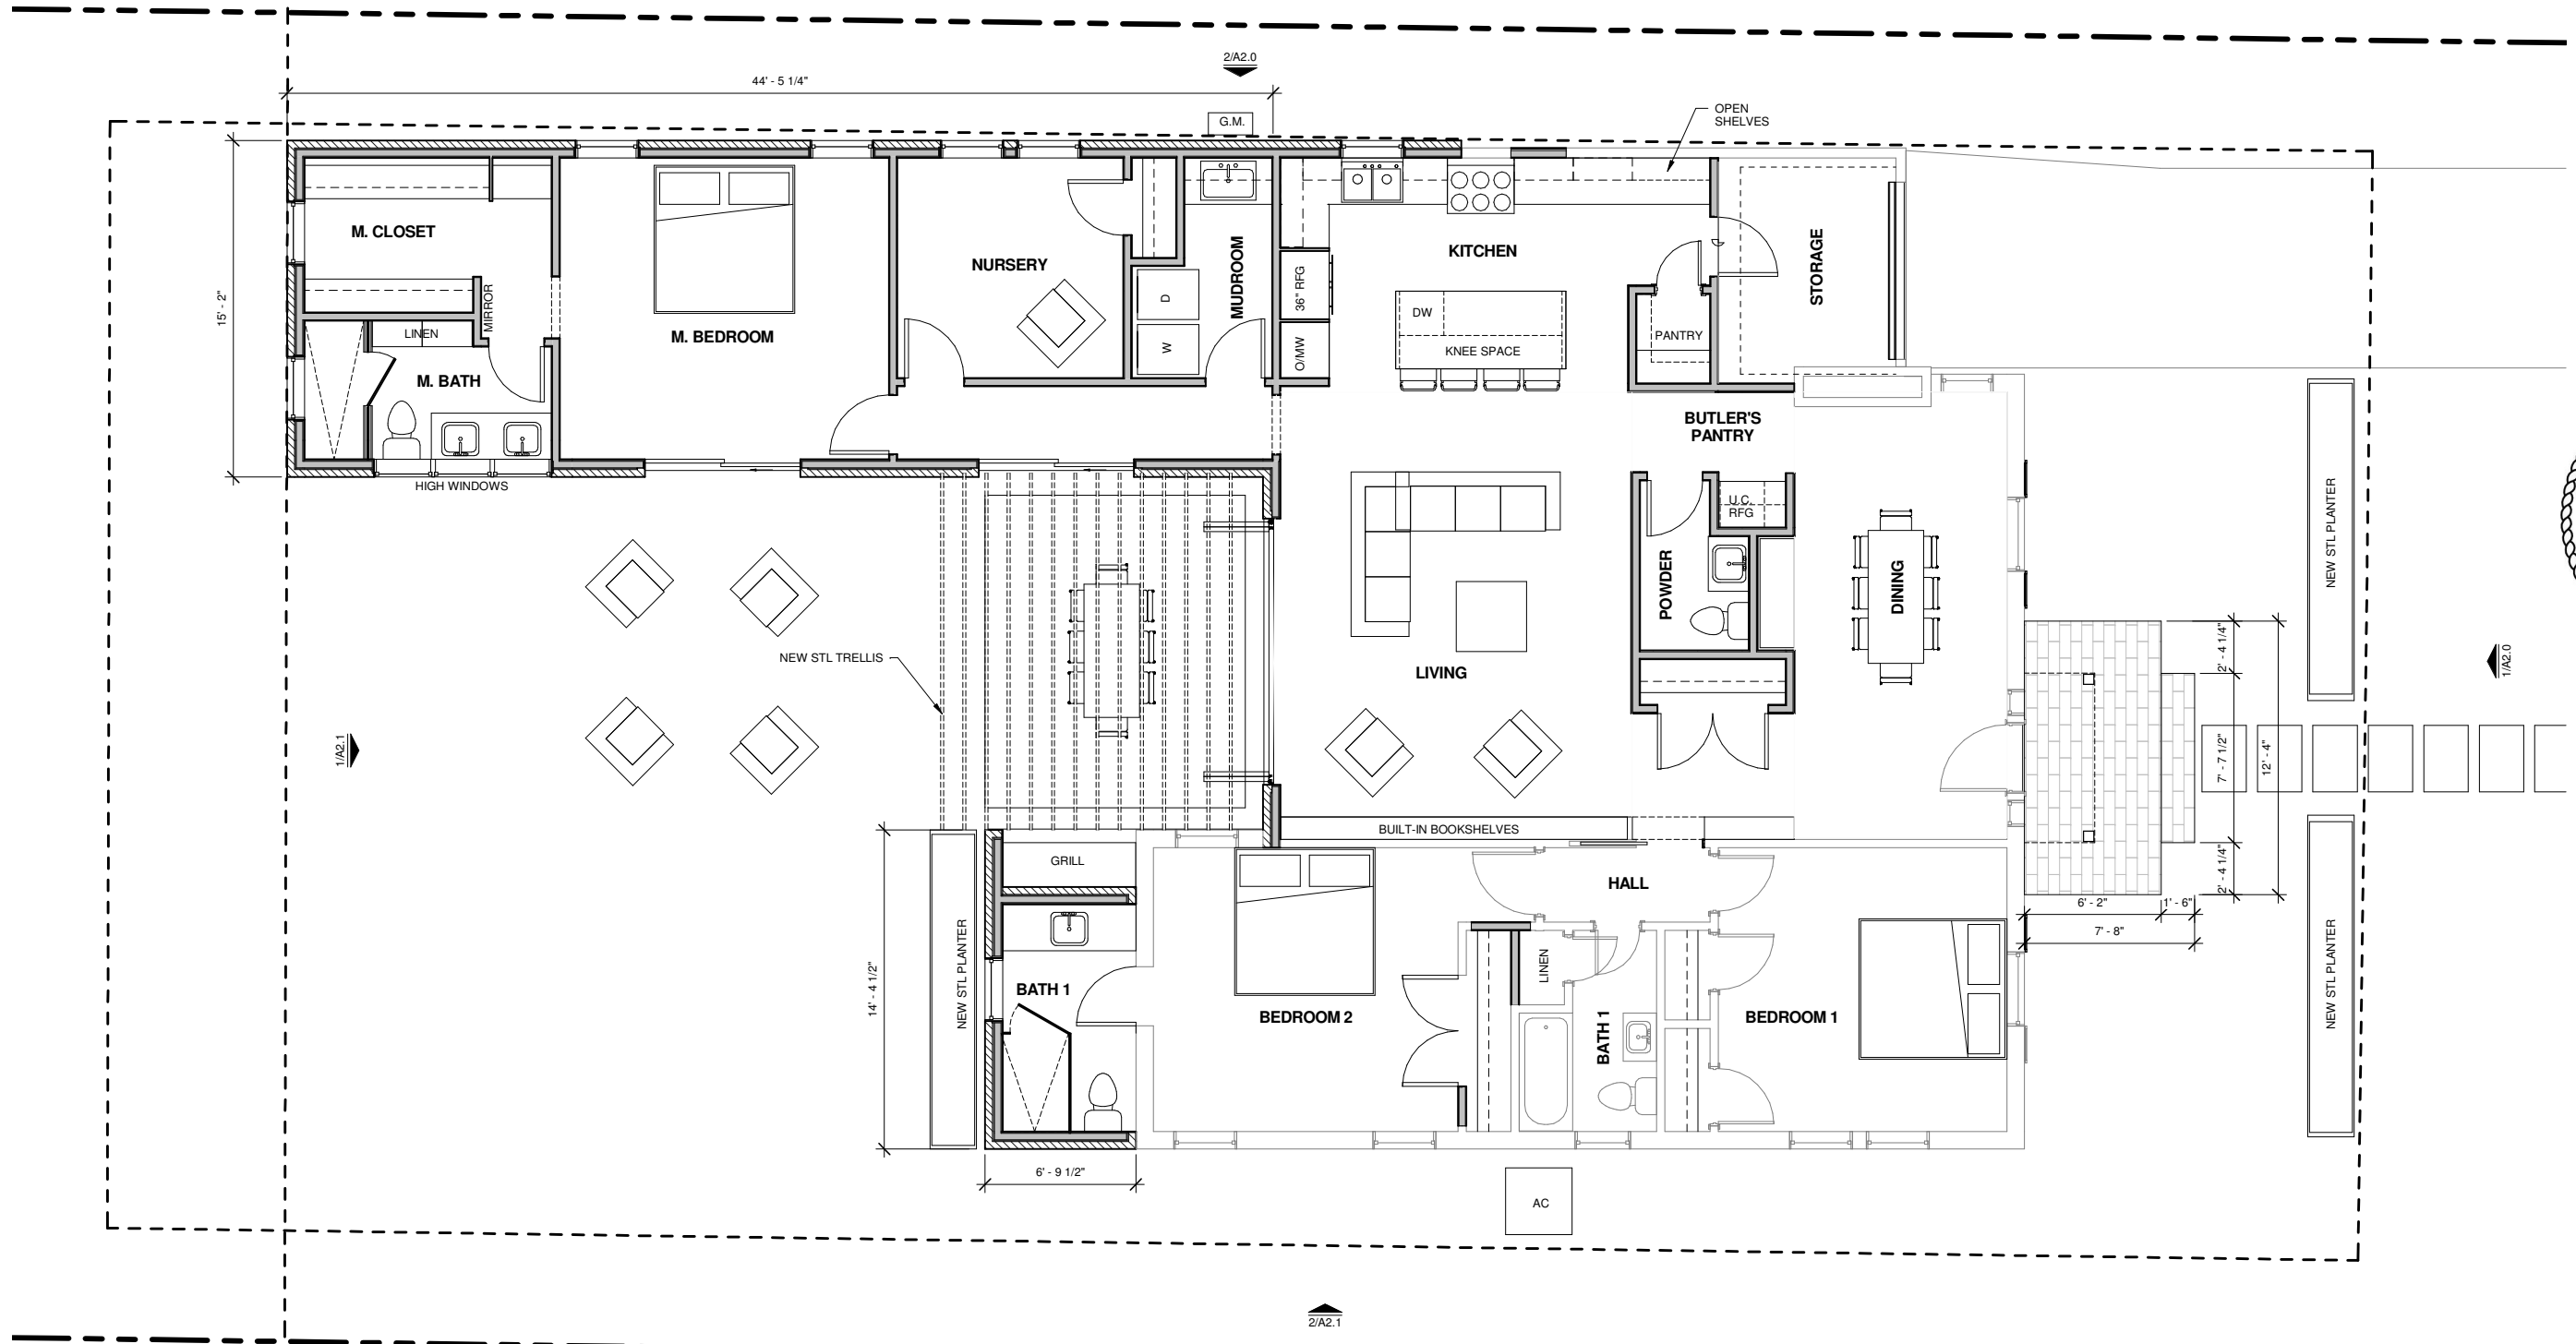 2/A2.0
44' - 5 1/4"
G.M.
OPEN
SHELVES
15' - 2"
M. CLOSET
MIRROR
LINEN
M. BATH
HIGH WINDOWS
M. BEDROOM
NURSERY
D
W
MUDROOM
36" RFG
O/MW
KITCHEN
DW
KNEE SPACE
PANTRY
STORAGE
BUTLER'S
PANTRY
U.C.
RFG
POWDER
DINING
LIVING
NEW STL TRELLIS
1/A2.1
NEW STL PLANTER
2' - 4 1/4"
7' - 7 1/2"
12' - 4"
2' - 4 1/4"
1/A2.0
6' - 2"
1' - 6"
7' - 8"
BUILT-IN BOOKSHELVES
GRILL
HALL
14' - 4 1/2"
NEW STL PLANTER
BATH 1
BEDROOM 2
LINEN
BATH 1
BEDROOM 1
NEW STL PLANTER
6' - 9 1/2"
AC
2/A2.1